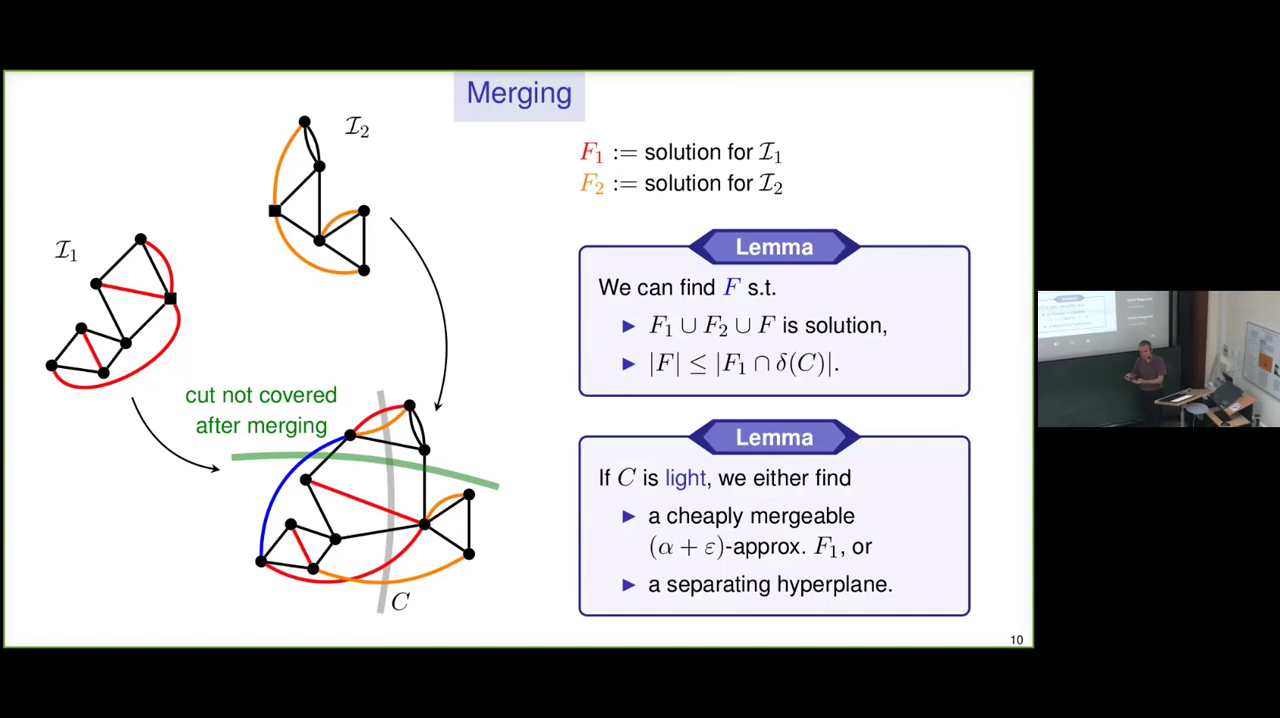 Merging
I₂
F₁ := solution for I₁
F₂ := solution for I₂
I₁
Lemma
We can find F s.t.
▶ F₁ ∪ F₂ ∪ F is solution,
▶ |F| ≤ |F₁ ∩ δ(C)|.
cut not covered
after merging
C
Lemma
If C is light, we either find
▶ a cheaply mergeable
(α + ε)-approx. F₁, or
▶ a separating hyperplane.
10